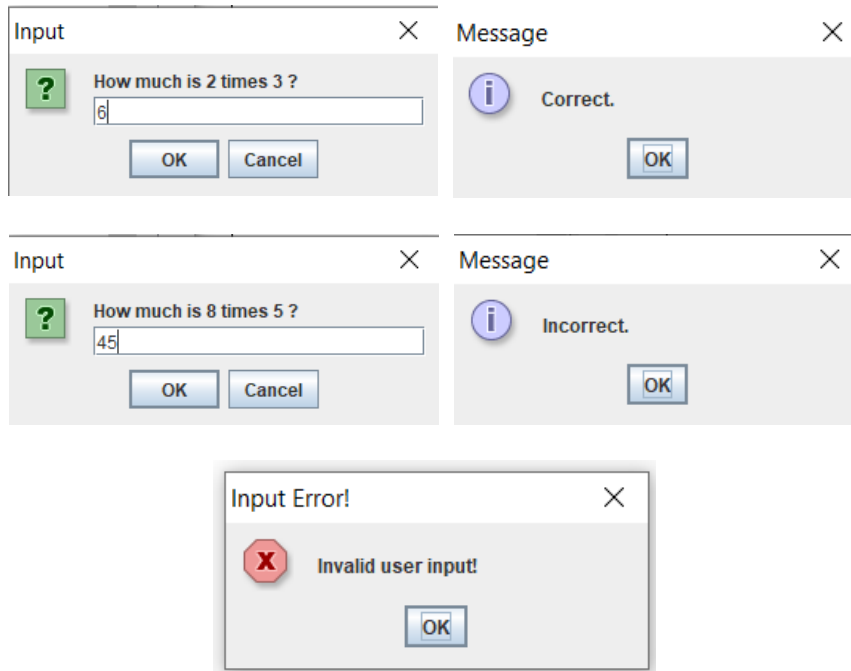 Input
How much is 2 times 3 ?
6
OK Cancel
Message
Correct.
OK
Input
How much is 8 times 5 ?
45
OK Cancel
Message
Incorrect.
OK
Input Error!
Invalid user input!
OK